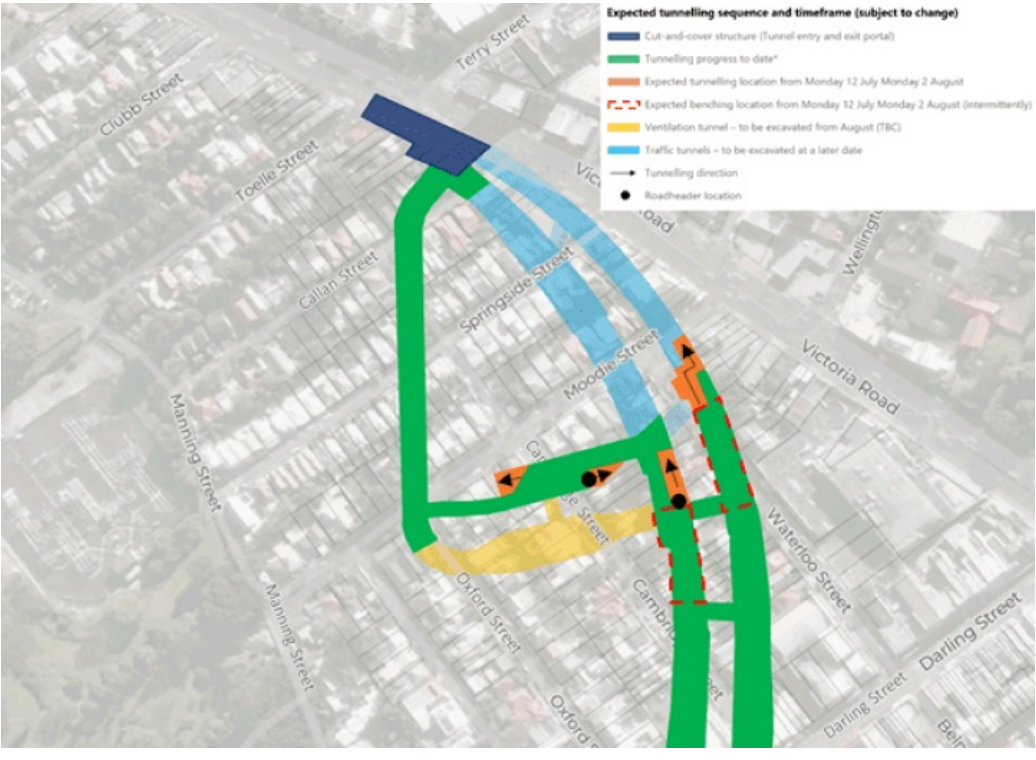 Expected tunnelling sequence and timeframe (subject to change)
Cut-and-cover structure (Tunnel entry and exit portal)
Tunnelling progress to date*
Expected tunnelling location from Monday 12 July Monday 2 August
Expected benching location from Monday 12 July Monday 2 August (intermittently)
Ventilation tunnel – to be excavated from August (TBC)
Traffic tunnels – to be excavated at a later date
Tunnelling direction
Roadheader location
Terry Street
Clubb Street
Toelle Street
Victoria Road
Callan Street
Springside Street
Moodie Street
Victoria Road
Manning Street
Waterloo Street
Oxford Street
Manning Street
Darling Street
Darling Street